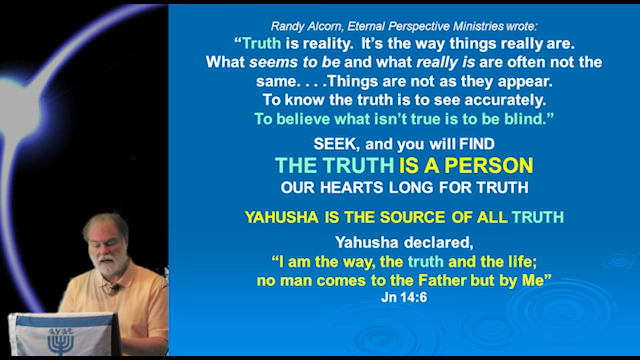 Randy Alcorn, Eternal Perspective Ministries wrote:
“Truth is reality. It’s the way things really are.
What seems to be and what really is are often not the
same. . . .Things are not as they appear.
To know the truth is to see accurately.
To believe what isn’t true is to be blind.”
SEEK, and you will FIND
THE TRUTH IS A PERSON
OUR HEARTS LONG FOR TRUTH
YAHUSHA IS THE SOURCE OF ALL TRUTH
Yahusha declared,
“I am the way, the truth and the life;
no man comes to the Father but by Me”
Jn 14:6